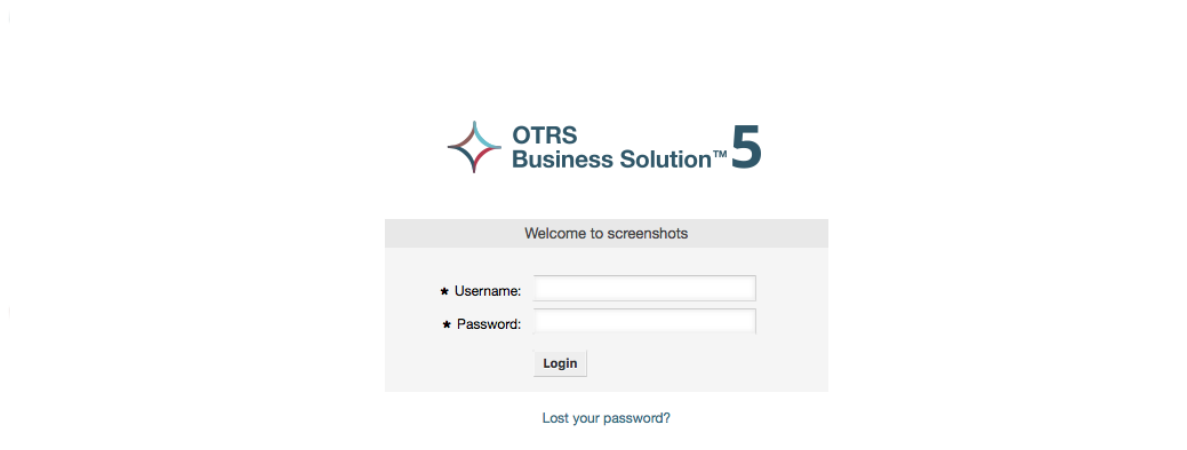 OTRS
Business Solution™ 5
Welcome to screenshots
★ Username:
★ Password:
Login
Lost your password?